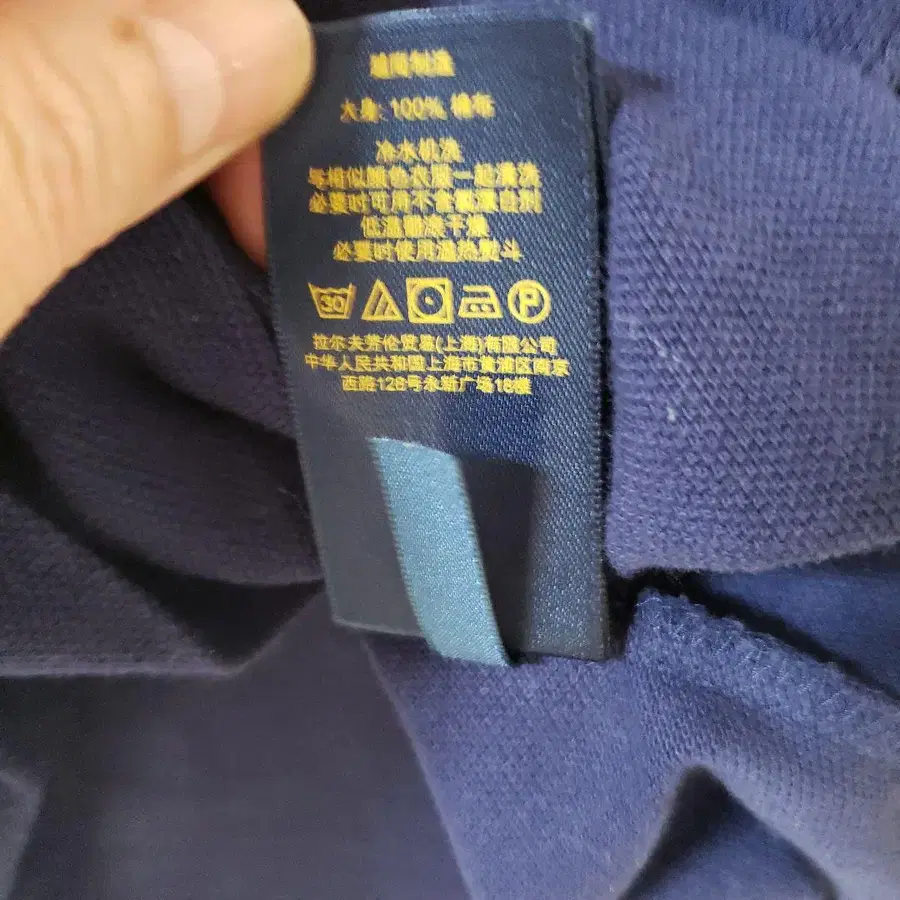 越南制造
大身: 100% 棉布
冷水机洗
与相似颜色衣服一起清洗
必要时可用不含氯漂白剂
低温翻滚干燥
必要时使用温热熨斗
30 P
拉尔夫劳伦贸易(上海)有限公司
中华人民共和国上海市黄浦区南京
西路128号永新广场18楼